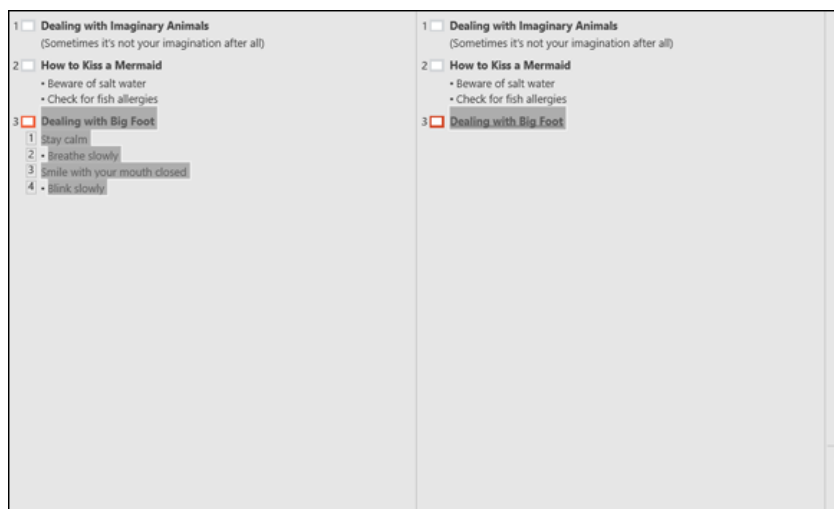 1 Dealing with Imaginary Animals
(Sometimes it's not your imagination after all)
2 How to Kiss a Mermaid
• Beware of salt water
• Check for fish allergies
3 Dealing with Big Foot
1 Stay calm
2 • Breathe slowly
3 Smile with your mouth closed
4 • Blink slowly
1 Dealing with Imaginary Animals
(Sometimes it's not your imagination after all)
2 How to Kiss a Mermaid
• Beware of salt water
• Check for fish allergies
3 Dealing with Big Foot